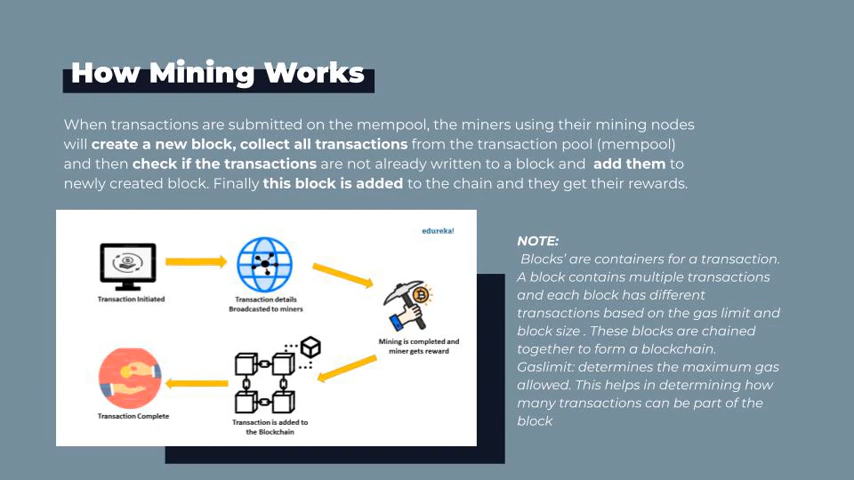 How Mining Works
When transactions are submitted on the mempool, the miners using their mining nodes
will create a new block, collect all transactions from the transaction pool (mempool)
and then check if the transactions are not already written to a block and add them to
newly created block. Finally this block is added to the chain and they get their rewards.
edureka!
Transaction Initiated
Transaction details
Broadcasted to miners
Mining is completed and
miner gets reward
Transaction is added to
the Blockchain
Transaction Complete
NOTE:
Blocks’ are containers for a transaction.
A block contains multiple transactions
and each block has different
transactions based on the gas limit and
block size . These blocks are chained
together to form a blockchain.
Gaslimit: determines the maximum gas
allowed. This helps in determining how
many transactions can be part of the
block